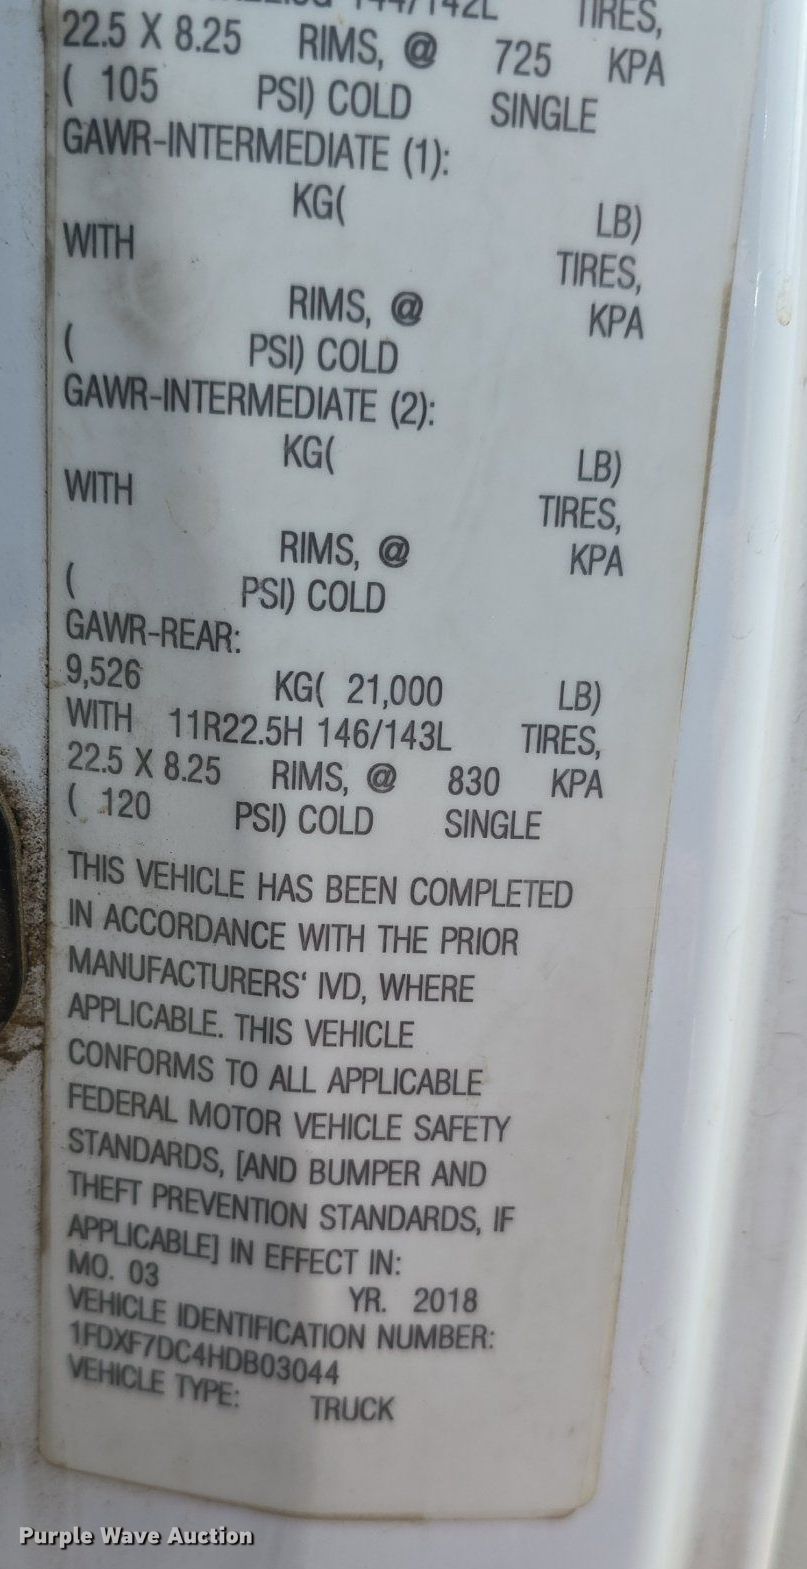 144/142L TIRES,
22.5 X 8.25 RIMS, @ 725 KPA
( 105 PSI) COLD SINGLE
GAWR-INTERMEDIATE (1):
KG( LB)
WITH TIRES,
RIMS, @ KPA
( PSI) COLD
GAWR-INTERMEDIATE (2):
KG( LB)
WITH TIRES,
RIMS, @ KPA
( PSI) COLD
GAWR-REAR:
9,526 KG( 21,000 LB)
WITH 11R22.5H 146/143L TIRES,
22.5 X 8.25 RIMS, @ 830 KPA
( 120 PSI) COLD SINGLE
THIS VEHICLE HAS BEEN COMPLETED
IN ACCORDANCE WITH THE PRIOR
MANUFACTURERS' IVD, WHERE
APPLICABLE. THIS VEHICLE
CONFORMS TO ALL APPLICABLE
FEDERAL MOTOR VEHICLE SAFETY
STANDARDS, [AND BUMPER AND
THEFT PREVENTION STANDARDS, IF
APPLICABLE] IN EFFECT IN:
MO. 03 YR. 2018
VEHICLE IDENTIFICATION NUMBER:
1FDXF7DC4HDB03044
VEHICLE TYPE: TRUCK
Purple Wave Auction